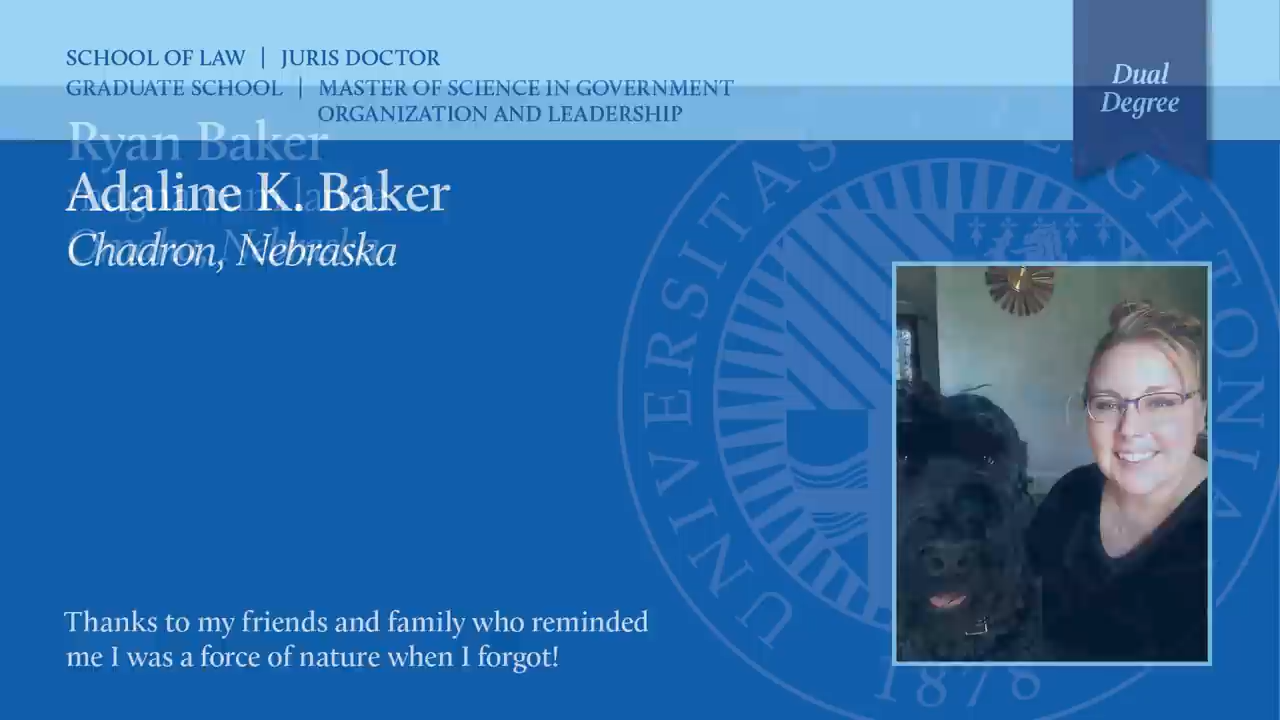 SCHOOL OF LAW | JURIS DOCTOR
GRADUATE SCHOOL | MASTER OF SCIENCE IN GOVERNMENT
ORGANIZATION AND LEADERSHIP
Dual
Degree
Ryan Baker
Adaline K. Baker
Chadron, Nebraska
Thanks to my friends and family who reminded
me I was a force of nature when I forgot!
UNIVERSITAS
1878